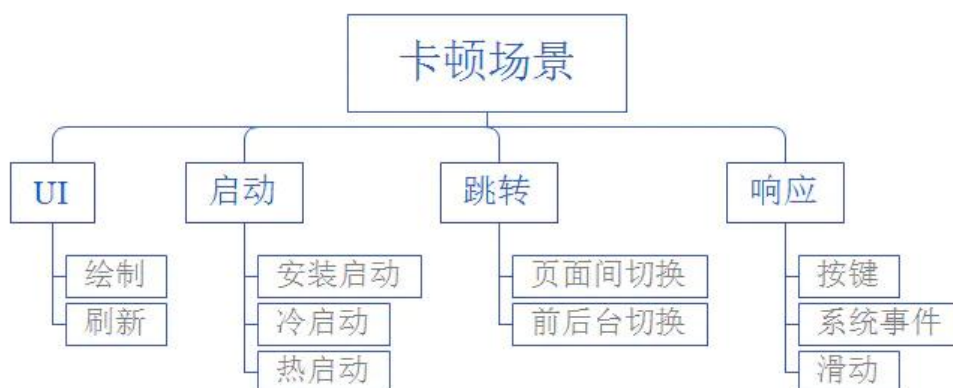 卡顿场景
UI
启动
跳转
响应
绘制
安装启动
页面间切换
按键
刷新
冷启动
前后台切换
系统事件
热启动
滑动